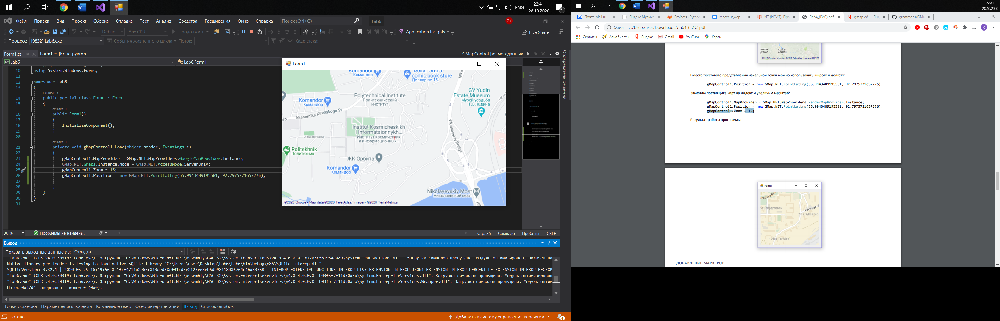 ENG
22:41
28.10.2020
1
Файл Правка Вид Проект Сборка Отладка Тест Анализ Средства Расширения Окно Справка Поиск (Ctrl+Q) Lab6 ZK
Debug Any CPU Продолжить Application Insights Live Share
Процесс: [9832] Lab6.exe События жизненного цикла Поток: Кадр стека:
Form1.cs Form1.cs [Конструктор] GMapControl [из метаданных]
Lab6 Lab6.Form1
Обозреватель решений
10 using System.Windows.Forms;
11
12 namespace Lab6
13 {
Ссылок: 3
14 public partial class Form1 : Form
15 {
ссылка: 1
16 public Form1()
17 {
18 InitializeComponent();
19 }
20
ссылка: 1
21 private void gMapControl1_Load(object sender, EventArgs e)
22 {
23 gMapControl1.MapProvider = GMap.NET.MapProviders.GoogleMapProvider.Instance;
24 GMap.NET.GMaps.Instance.Mode = GMap.NET.AccessMode.ServerOnly;
25 gMapControl1.Zoom = 15;
26 gMapControl1.Position = new GMap.NET.PointLatLng(55.9943489195581, 92.7975721657276);
27
28 }
29 }
30 }
31
Form1
Komandor
Командор
Dollar On 15
comic book store
Доллар по 15
Polytechnical Institute
Политехнический
институт
GV Yudin
Estate Museum
Музей-усадьба
Г.В. Юдина
Komandor
Командор
Akademika Kirenskogo St
Institut Kosmicheskikh
I Informatsionnykh...
Институт космических
и информационных...
Ulitsa Borisova
Nikolaevskiy Bridge
Politekhnik
Политехник
ЖК Орбита
Komandor
Командор
Nikolayevskiy Most
Николаевский мост
©2020 Google - Map data ©2020 Tele Atlas, Imagery ©2020 TerraMetrics
90 % Проблемы не найдены. Стр: 25 Симв: 36 Пробелы CRLF
Вывод
Показать выходные данные из: Отладка
"Lab6.exe" (CLR v4.0.30319: Lab6.exe). Загружено "C:\Windows\Microsoft.Net\assembly\GAC_32\System.Transactions\v4.0_4.0.0.0__b77a5c561934e089\System.Transactions.dll". Загрузка символов пропущена. Модуль оптимизирован, включен па
Native library pre-loader is trying to load native SQLite library "C:\Users\user\Desktop\Lab6\Lab6\bin\Debug\x86\SQLite.Interop.dll"...
SQLiteVersion: 3.32.1 | 2020-05-25 16:19:56 0c1fcf4711a2e66c813aed38cf41cd3e2123ee8eb6db98118086764c4ba83350 | INTEROP_EXTENSION_FUNCTIONS INTEROP_FTS5_EXTENSION INTEROP_JSON1_EXTENSION INTEROP_PERCENTILE_EXTENSION INTEROP_REGEXP
"Lab6.exe" (CLR v4.0.30319: Lab6.exe). Загружено "C:\Windows\Microsoft.Net\assembly\GAC_32\System.EnterpriseServices\v4.0_4.0.0.0__b03f5f7f11d50a3a\System.EnterpriseServices.dll". Загрузка символов пропущена. Модуль оптимизирован
"Lab6.exe" (CLR v4.0.30319: Lab6.exe). Загружено "C:\Windows\Microsoft.Net\assembly\GAC_32\System.EnterpriseServices\v4.0_4.0.0.0__b03f5f7f11d50a3a\System.EnterpriseServices.Wrapper.dll". Загрузка символов пропущена. Модуль оптим
Поток 0x37d4 завершился с кодом 0 (0x0).
Точки останова Параметры исключений Командное окно Окно интерпретации Вывод Список ошибок
Готово Добавить в систему управления версиями 4
22:41
28.10.2020
Почта Mail.ru Яндекс.Музыка Projects - Python Мессенджер ИТ (ИСИТ): Пра Лаб4_(ГИС).pdf gmap c# — Янд greatmaps/GMa
Файл C:/Users/user/Downloads/Лаб4_(ГИС).pdf
Сервисы Авиабилеты Яндекс Gmail YouTube Карты
znetsk
Abakan
Абакан
©2017 Google - Map data ©2017 Tele Atlas, Imagery ©2017 T
Вместо текстового представления начальной точки можно использовать широту и долготу:
gMapControl1.Position = new GMap.NET.PointLatLng(55.9943489195581, 92.7975721657276);
Заменим поставщика карт на Яндекс и увеличим масштаб:
gMapControl1.MapProvider = GMap.NET.MapProviders.YandexMapProvider.Instance;
gMapControl1.Position = new GMap.NET.PointLatLng(55.9943489195581, 92.7975721657276);
gMapControl1.Zoom = 15;
Результат работы программы:
Form1
Studgorodok
Dachnaya ul
ZhK Albatro
ZhK Orbita
ДОБАВЛЕНИЕ МАРКЕРОВ